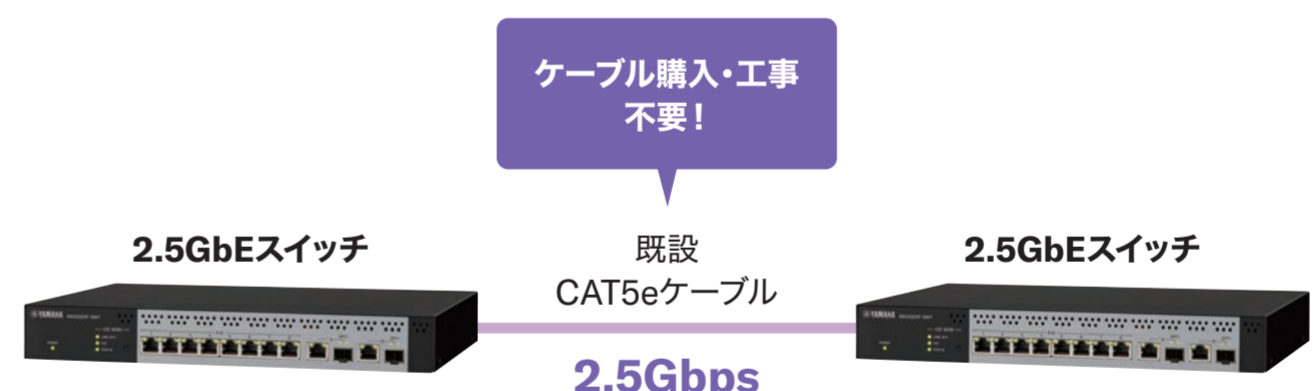 ケーブル購入・工事
不要！
2.5GbEスイッチ
既設
CAT5eケーブル
2.5GbEスイッチ
YAMAHA
YAMAHA
2.5Gbps